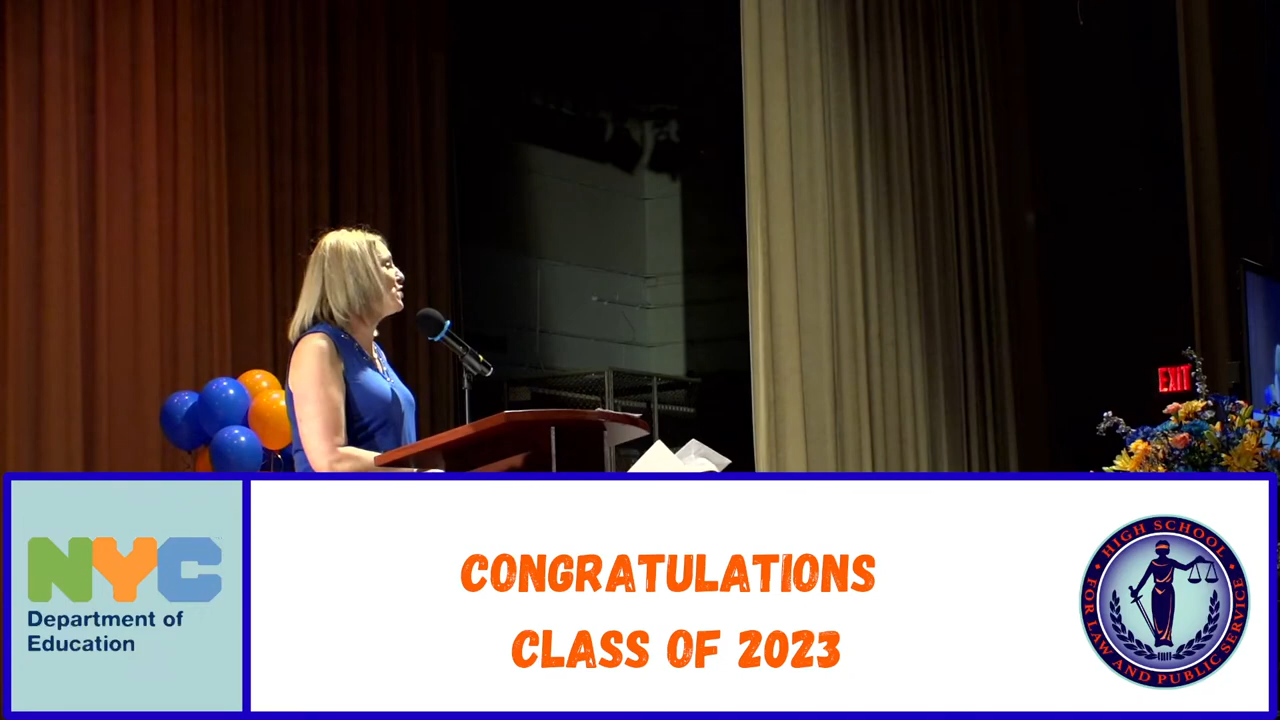 EXIT
NYC
Department of
Education
CONGRATULATIONS
CLASS OF 2023
HIGH SCHOOL
FOR LAW AND PUBLIC SERVICE